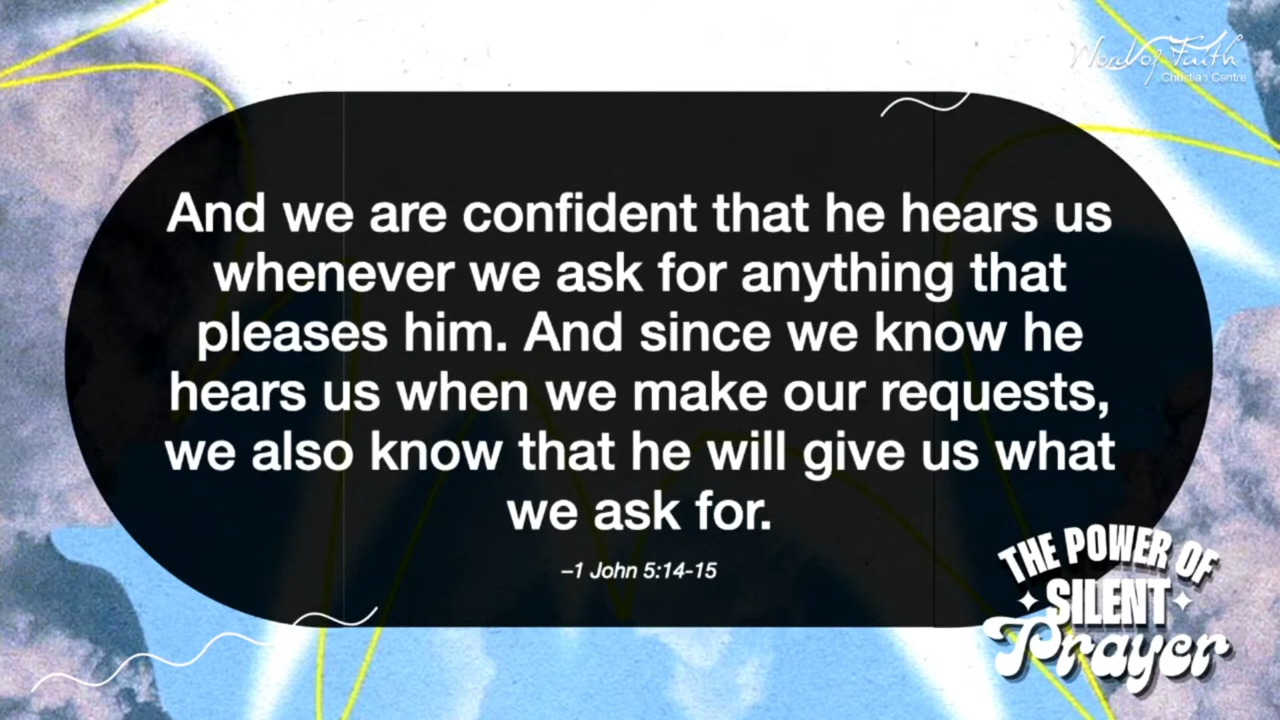 Word of Faith
Christian Centre
And we are confident that he hears us
whenever we ask for anything that
pleases him. And since we know he
hears us when we make our requests,
we also know that he will give us what
we ask for.
–1 John 5:14-15
THE POWER OF
SILENT
Prayer